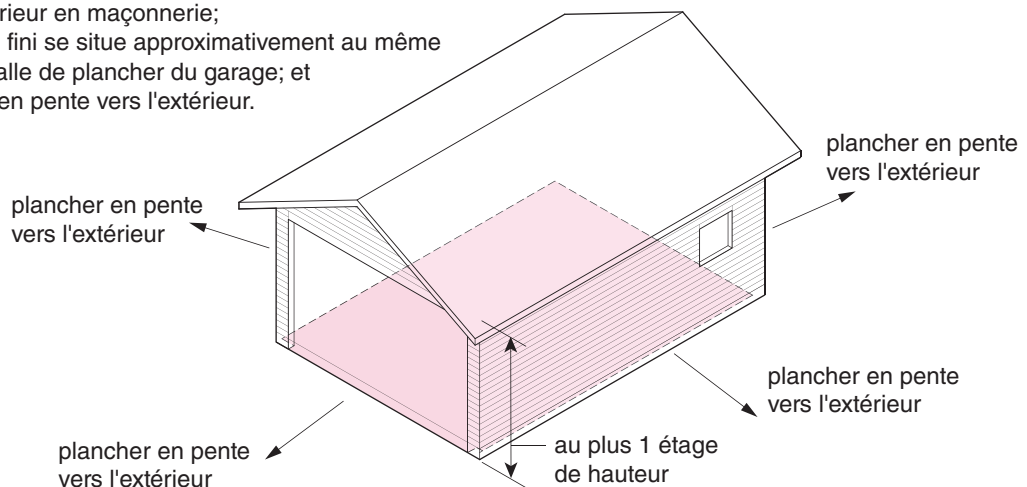 rieur en maçonnerie;
fini se situe approximativement au même
alle de plancher du garage; et
en pente vers l'extérieur.
plancher en pente
vers l'extérieur
plancher en pente
vers l'extérieur
plancher en pente
vers l'extérieur
au plus 1 étage
de hauteur
plancher en pente
vers l'extérieur